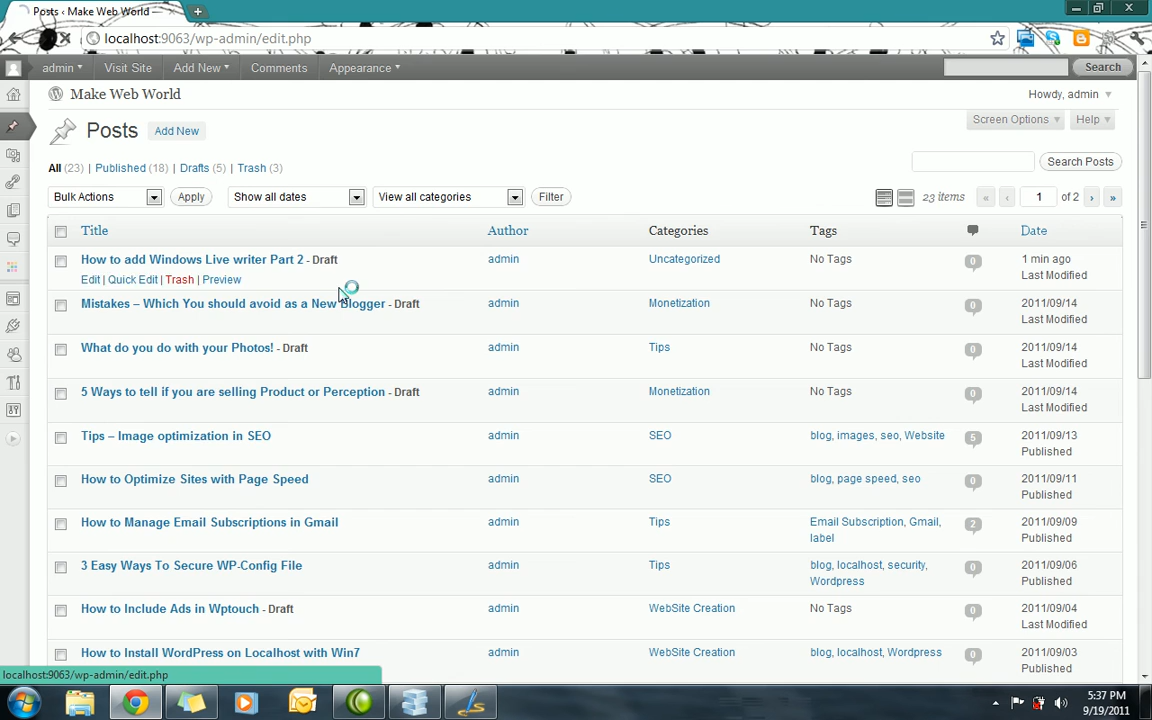 Posts ‹ Make Web World —
localhost:9063/wp-admin/edit.php
admin Visit Site Add New Comments Appearance Search
Make Web World Howdy, admin
Posts Add New Screen Options Help
All (23) | Published (18) | Drafts (5) | Trash (3) Search Posts
Bulk Actions Apply Show all dates View all categories Filter 23 items « ‹ 1 of 2 › »
Title Author Categories Tags Date
How to add Windows Live writer Part 2 - Draft admin Uncategorized No Tags 0 1 min ago
Edit | Quick Edit | Trash | Preview Last Modified
Mistakes – Which You should avoid as a New Blogger - Draft admin Monetization No Tags 0 2011/09/14
Last Modified
What do you do with your Photos! - Draft admin Tips No Tags 0 2011/09/14
Last Modified
5 Ways to tell if you are selling Product or Perception - Draft admin Monetization No Tags 0 2011/09/14
Last Modified
Tips – Image optimization in SEO admin SEO blog, images, seo, Website 5 2011/09/13
Published
How to Optimize Sites with Page Speed admin SEO blog, page speed, seo 0 2011/09/11
Published
How to Manage Email Subscriptions in Gmail admin Tips Email Subscription, Gmail, 2 2011/09/09
label Published
3 Easy Ways To Secure WP-Config File admin Tips blog, localhost, security, 0 2011/09/06
Wordpress Published
How to Include Ads in Wptouch - Draft admin WebSite Creation No Tags 0 2011/09/04
Last Modified
How to Install WordPress on Localhost with Win7 admin WebSite Creation blog, localhost, Wordpress 0 2011/09/03
Published
localhost:9063/wp-admin/edit.php
5:37 PM
9/19/2011